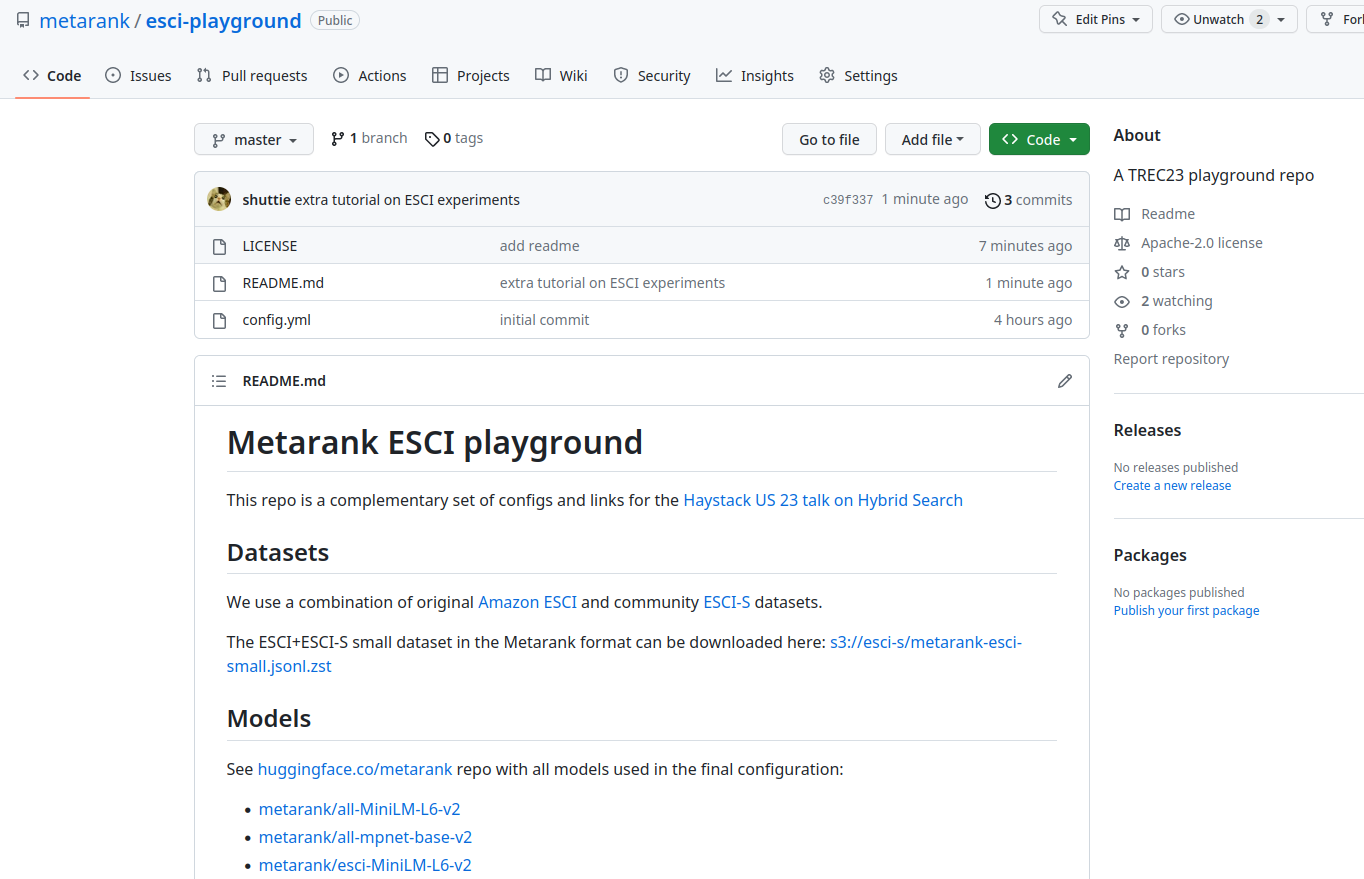 metarank / esci-playground Public
Edit Pins
Unwatch 2
Code
Issues
Pull requests
Actions
Projects
Wiki
Security
Insights
Settings
master
1 branch
0 tags
Go to file
Add file
Code
shuttie extra tutorial on ESCI experiments
c39f337 1 minute ago
3 commits
LICENSE
add readme
7 minutes ago
README.md
extra tutorial on ESCI experiments
1 minute ago
config.yml
initial commit
4 hours ago
README.md
Metarank ESCI playground
This repo is a complementary set of configs and links for the Haystack US 23 talk on Hybrid Search
Datasets
We use a combination of original Amazon ESCI and community ESCI-S datasets.
The ESCI+ESCI-S small dataset in the Metarank format can be downloaded here: s3://esci-s/metarank-esci-
small.jsonl.zst
Models
See huggingface.co/metarank repo with all models used in the final configuration:
metarank/all-MiniLM-L6-v2
metarank/all-mpnet-base-v2
metarank/esci-MiniLM-L6-v2
About
A TREC23 playground repo
Readme
Apache-2.0 license
0 stars
2 watching
0 forks
Report repository
Releases
No releases published
Create a new release
Packages
No packages published
Publish your first package